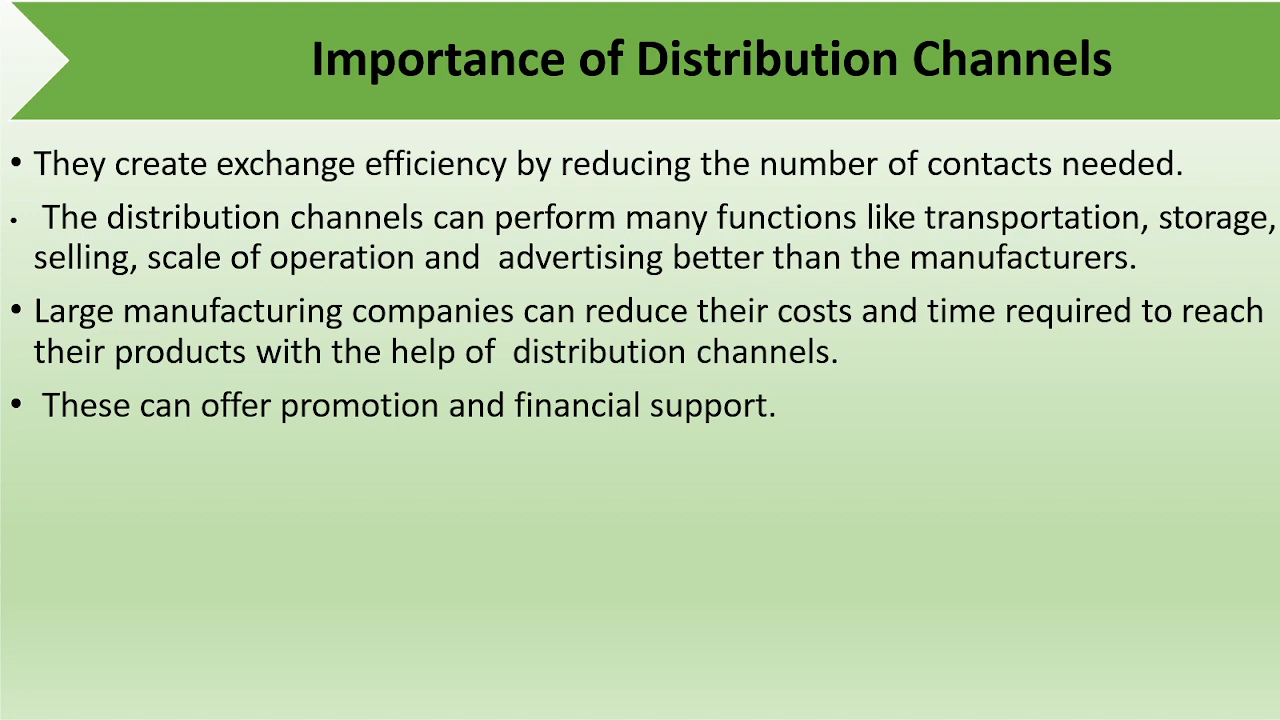 Importance of Distribution Channels
• They create exchange efficiency by reducing the number of contacts needed.
• The distribution channels can perform many functions like transportation, storage,
selling, scale of operation and  advertising better than the manufacturers.
• Large manufacturing companies can reduce their costs and time required to reach
their products with the help of  distribution channels.
• These can offer promotion and financial support.